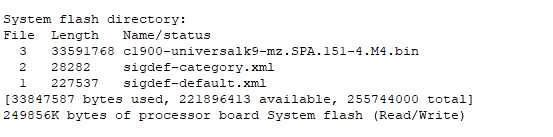 System flash directory:
File  Length   Name/status
  3   33591768 c1900-universalk9-mz.SPA.151-4.M4.bin
  2   28282    sigdef-category.xml
  1   227537   sigdef-default.xml
[33847587 bytes used, 221896413 available, 255744000 total]
249856K bytes of processor board System flash (Read/Write)